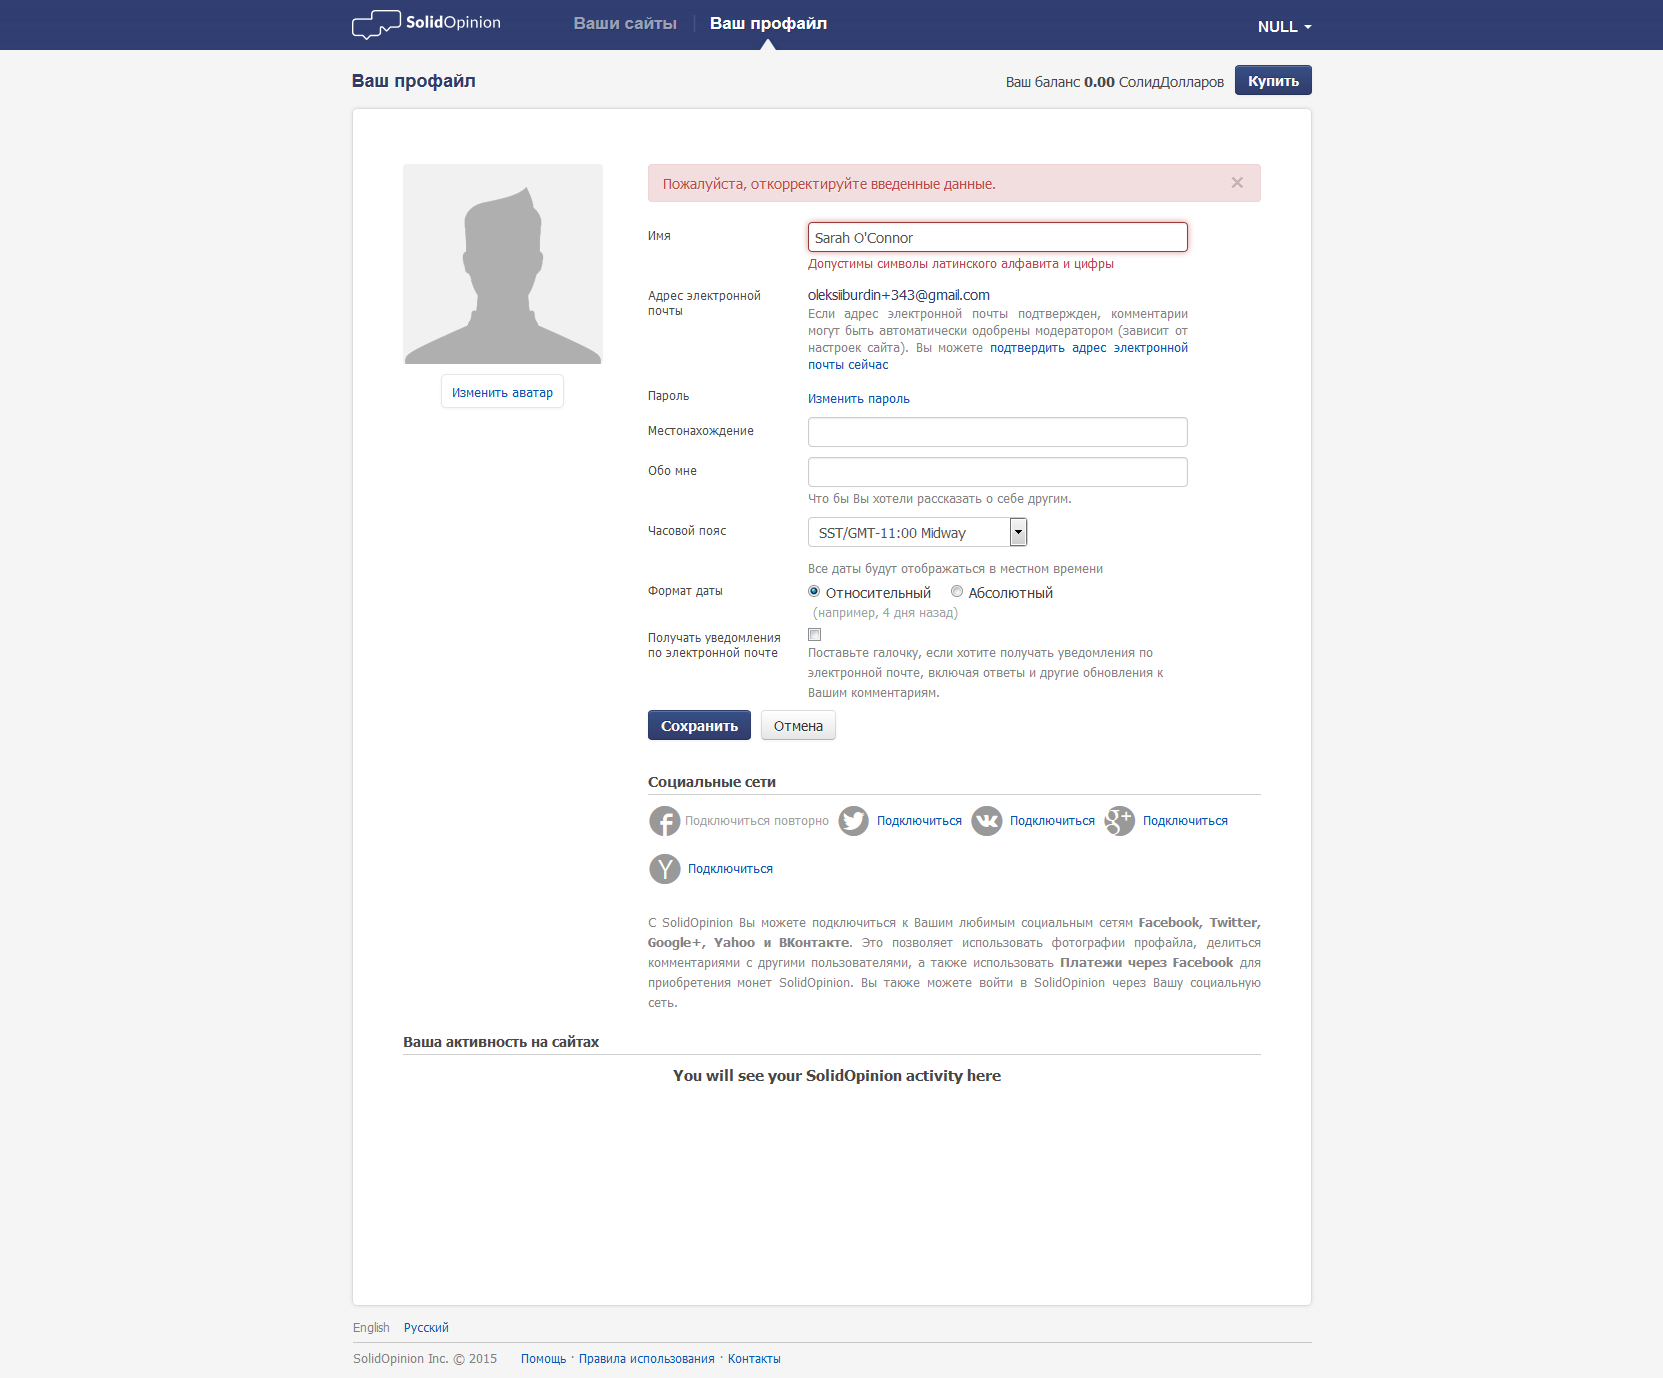 SolidOpinion
Ваши сайты
Ваш профайл
NULL
Ваш профайл
Ваш баланс 0.00 СолидДолларов
Купить
Пожалуйста, откорректируйте введенные данные.
×
Имя
Sarah O'Connor
Допустимы символы латинского алфавита и цифры
Адрес электронной
почты
oleksiiburdin+343@gmail.com
Если адрес электронной почты подтвержден, комментарии
могут быть автоматически одобрены модератором (зависит от
настроек сайта). Вы можете подтвердить адрес электронной
почты сейчас
Изменить аватар
Пароль
Изменить пароль
Местонахождение
Обо мне
Что бы Вы хотели рассказать о себе другим.
Часовой пояс
SST/GMT-11:00 Midway
Все даты будут отображаться в местном времени
Формат даты
Относительный
Абсолютный
(например, 4 дня назад)
Получать уведомления
по электронной почте
Поставьте галочку, если хотите получать уведомления по
электронной почте, включая ответы и другие обновления к
Вашим комментариям.
Сохранить
Отмена
Социальные сети
Подключиться повторно
Подключиться
Подключиться
g+
Подключиться
Y
Подключиться
С SolidOpinion Вы можете подключиться к Вашим любимым социальным сетям Facebook, Twitter,
Google+, Yahoo и ВКонтакте. Это позволяет использовать фотографии профайла, делиться
комментариями с другими пользователями, а также использовать Платежи через Facebook для
приобретения монет SolidOpinion. Вы также можете войти в SolidOpinion через Вашу социальную
сеть.
Ваша активность на сайтах
You will see your SolidOpinion activity here
English
Русский
SolidOpinion Inc. © 2015
Помощь · Правила использования · Контакты